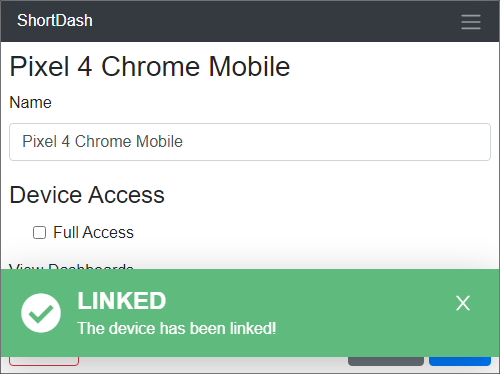 ShortDash
Pixel 4 Chrome Mobile
Name
Pixel 4 Chrome Mobile
Device Access
Full Access
View Dashboards
LINKED
The device has been linked!